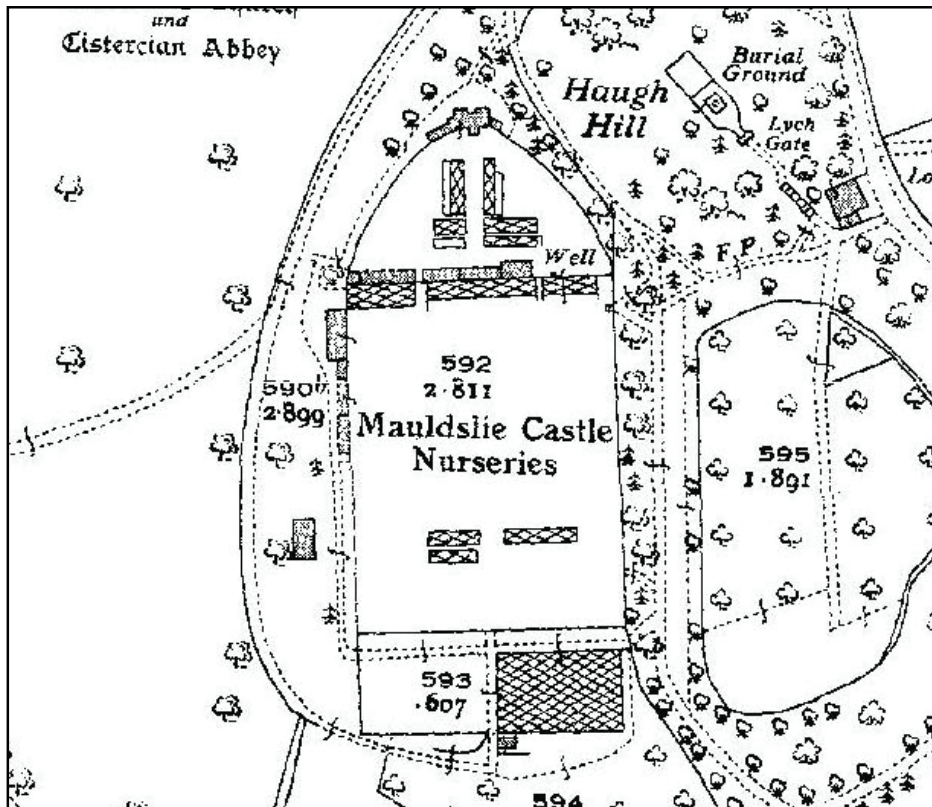 and
Cistercian Abbey
Burial
Ground
Haugh
Hill
Lych
Gate
F.P.
Well
592
2.811
590
2.899
Mauldslie Castle
Nurseries
595
1.891
593
.607
594